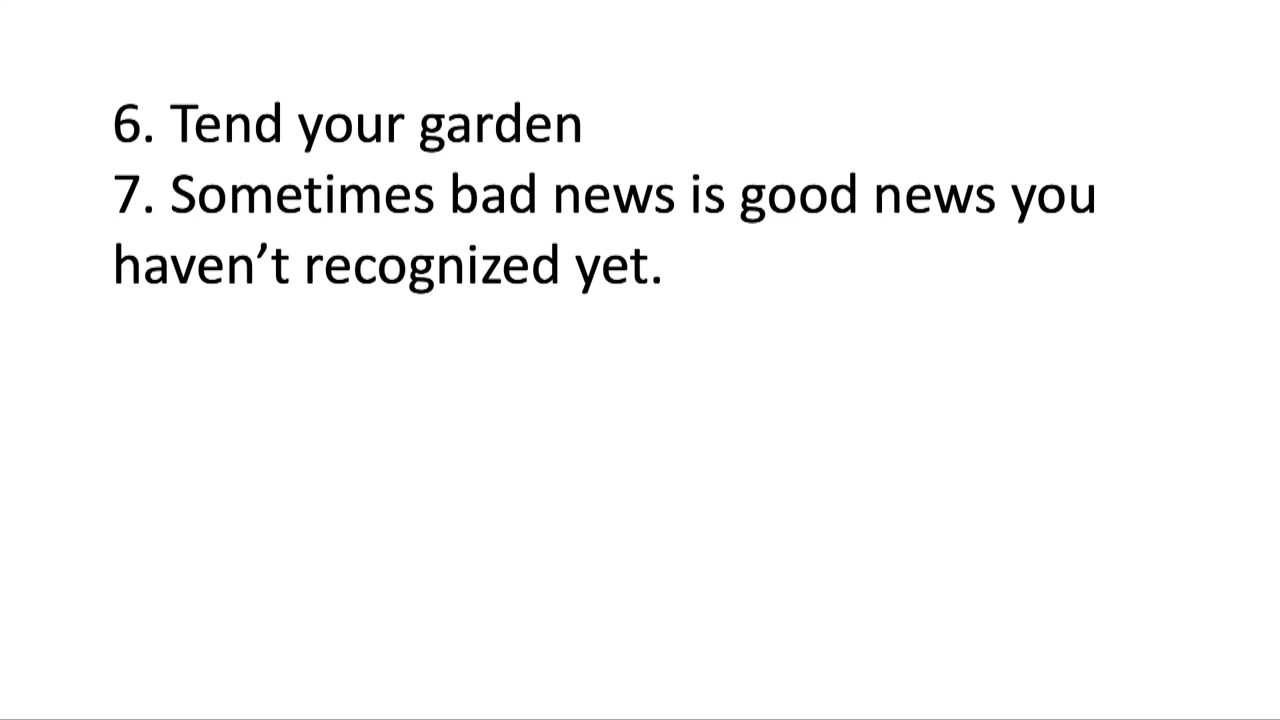 6. Tend your garden
7. Sometimes bad news is good news you
haven’t recognized yet.